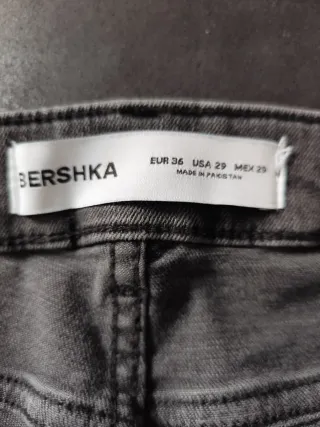 BERSHKA
EUR 36 USA 29 MEX 29
MADE IN PAKISTAN